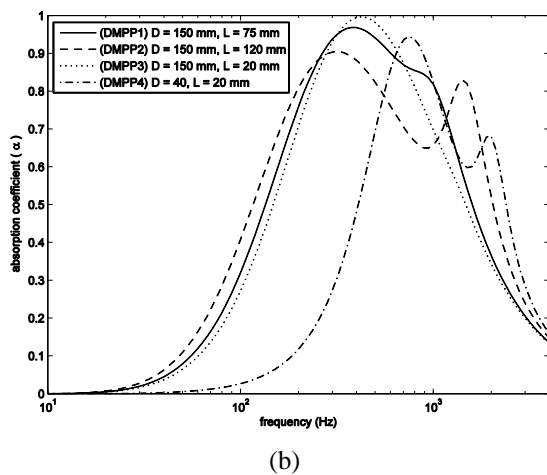 1
0.9
0.8
0.7
0.6
0.5
0.4
0.3
0.2
0.1
0
absorption coefficient ( α )
(DMPP1) D = 150 mm, L = 75 mm
(DMPP2) D = 150 mm, L = 120 mm
(DMPP3) D = 150 mm, L = 20 mm
(DMPP4) D = 40, L = 20 mm
10^1
10^2
10^3
frequency (Hz)
(b)